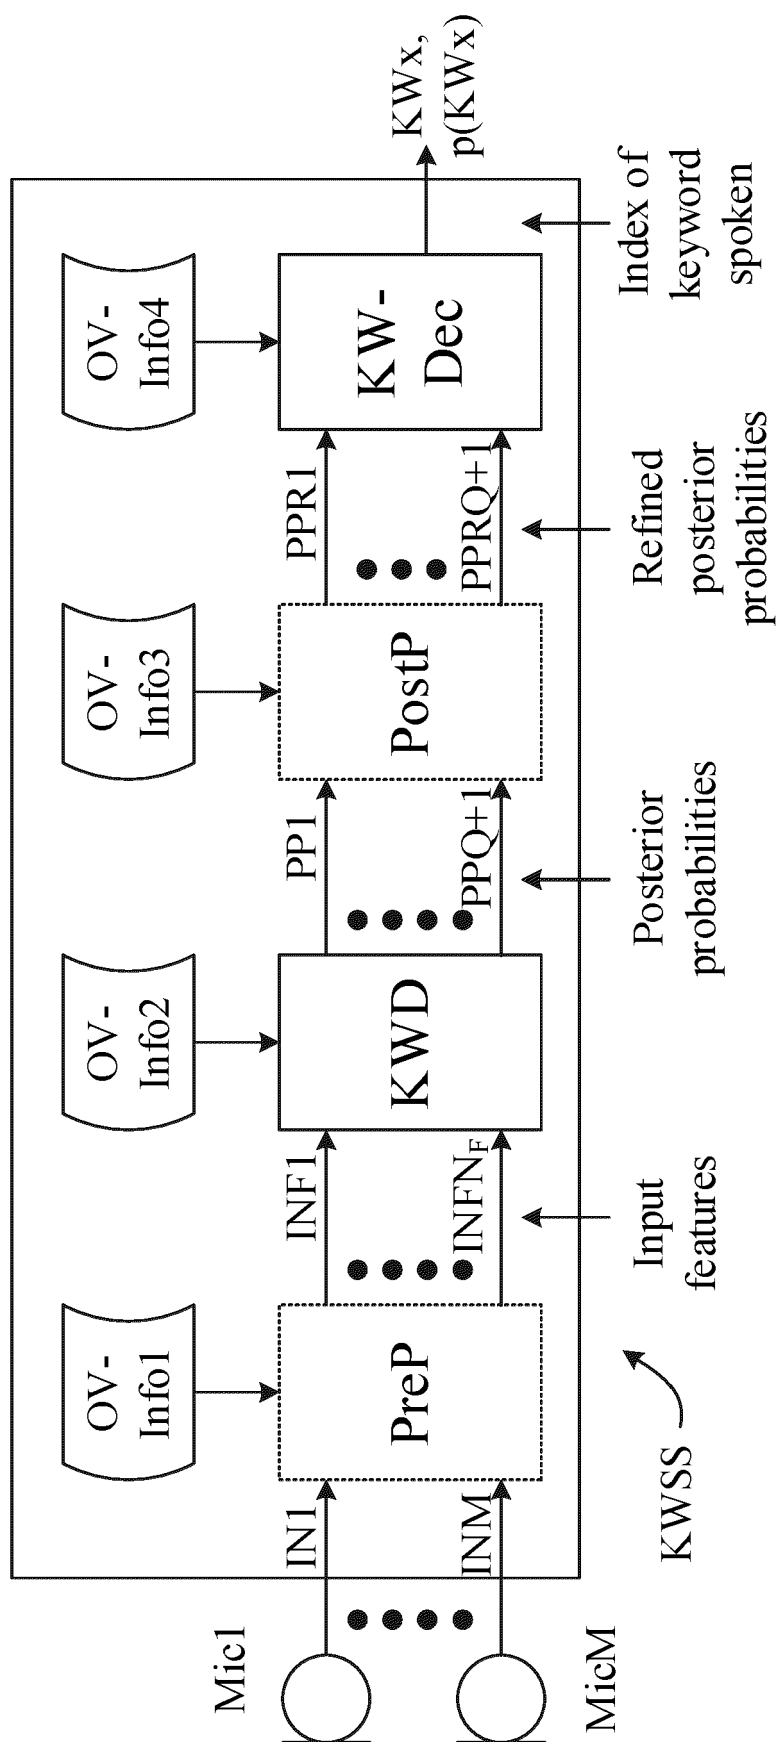 Mic1
MicM
IN1
INM
OV-
Info1
PreP
INF1
INFN_F
Input
features
OV-
Info2
KWD
PP1
PPQ+1
Posterior
probabilities
OV-
Info3
PostP
PPR1
PPRQ+1
Refined
posterior
probabilities
OV-
Info4
KW-
Dec
KWx,
p(KWx)
Index of
keyword
spoken
KWSS